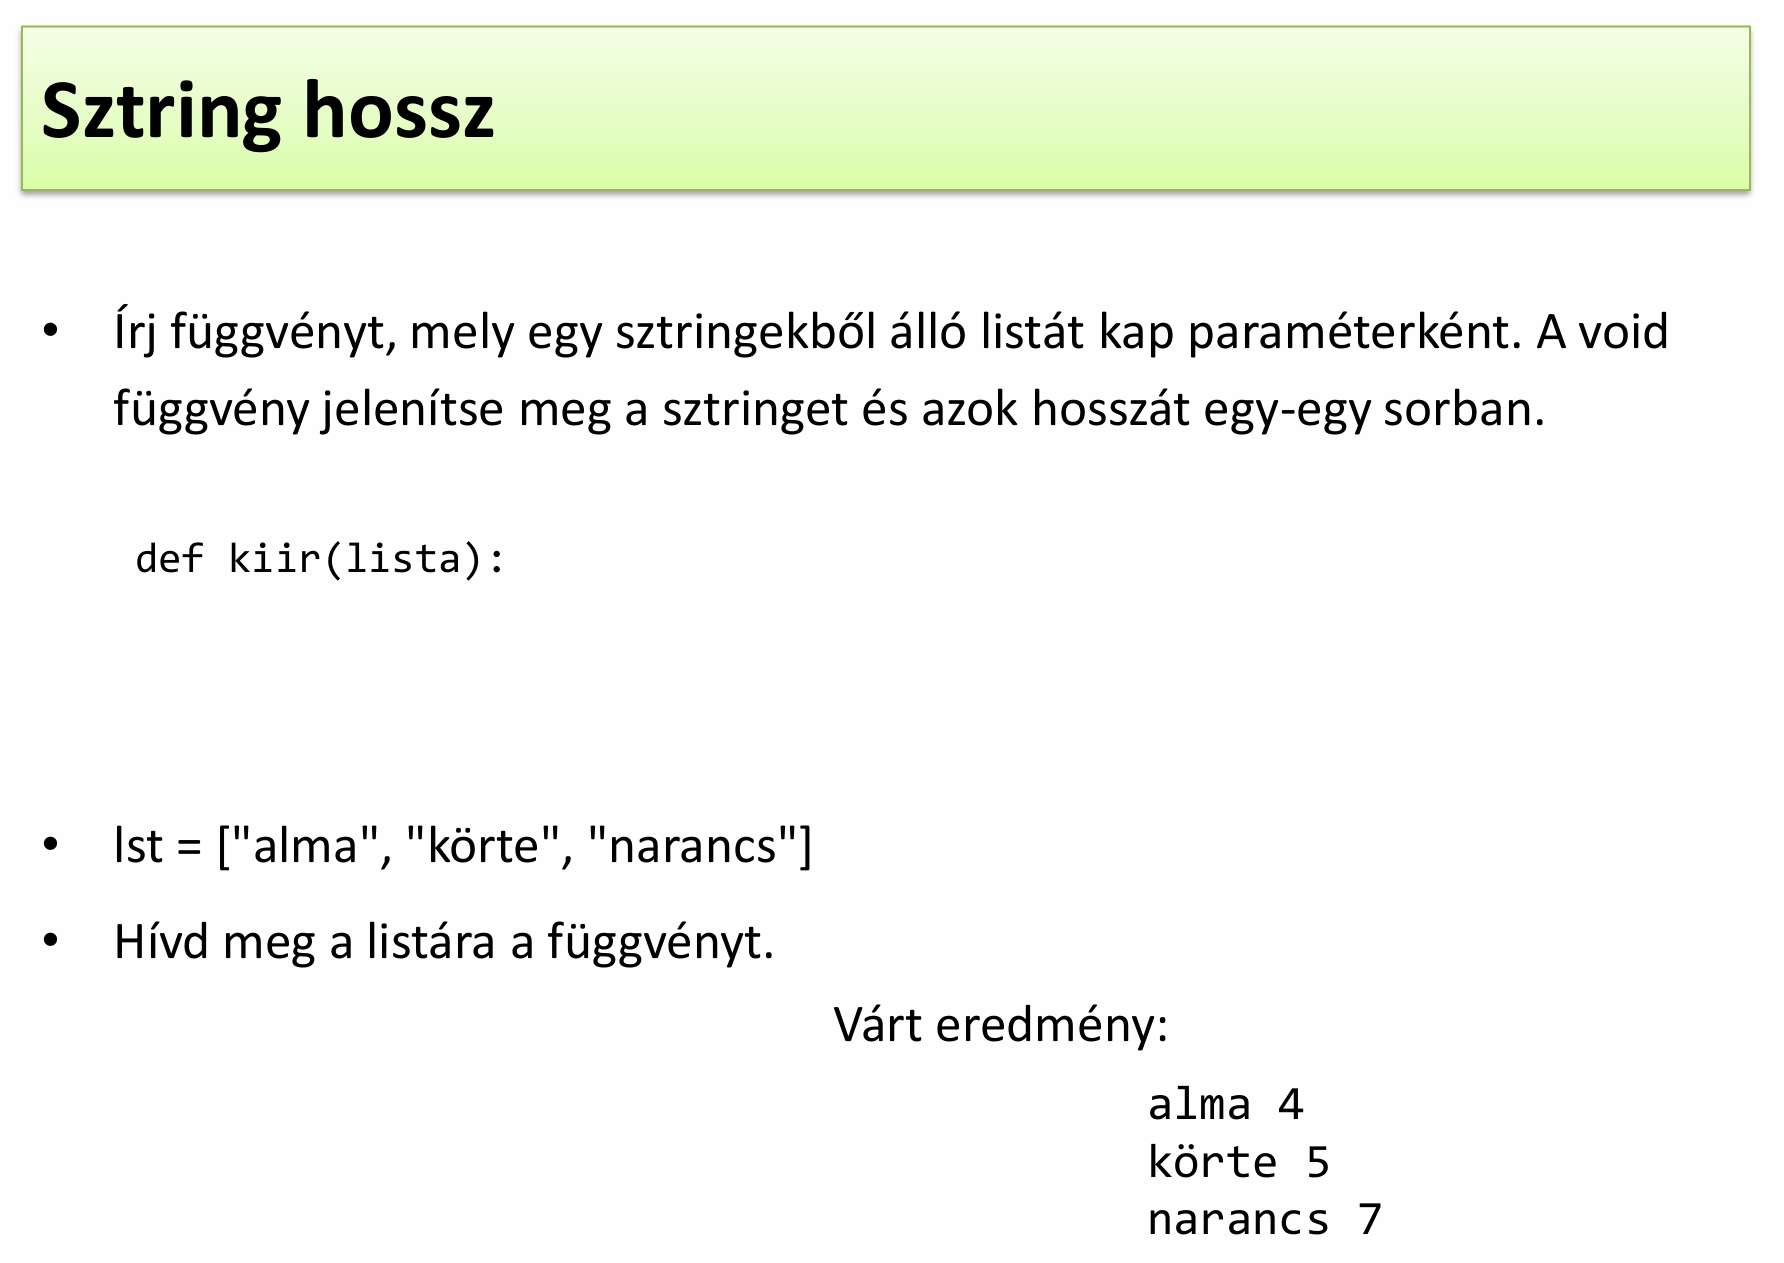 Sztring hossz
• Írj függvényt, mely egy sztringekből álló listát kap paraméterként. A void
függvény jelenítse meg a sztringet és azok hosszát egy-egy sorban.
def kiir(lista):
• lst = ["alma", "körte", "narancs"]
• Hívd meg a listára a függvényt.
Várt eredmény:
alma 4
körte 5
narancs 7